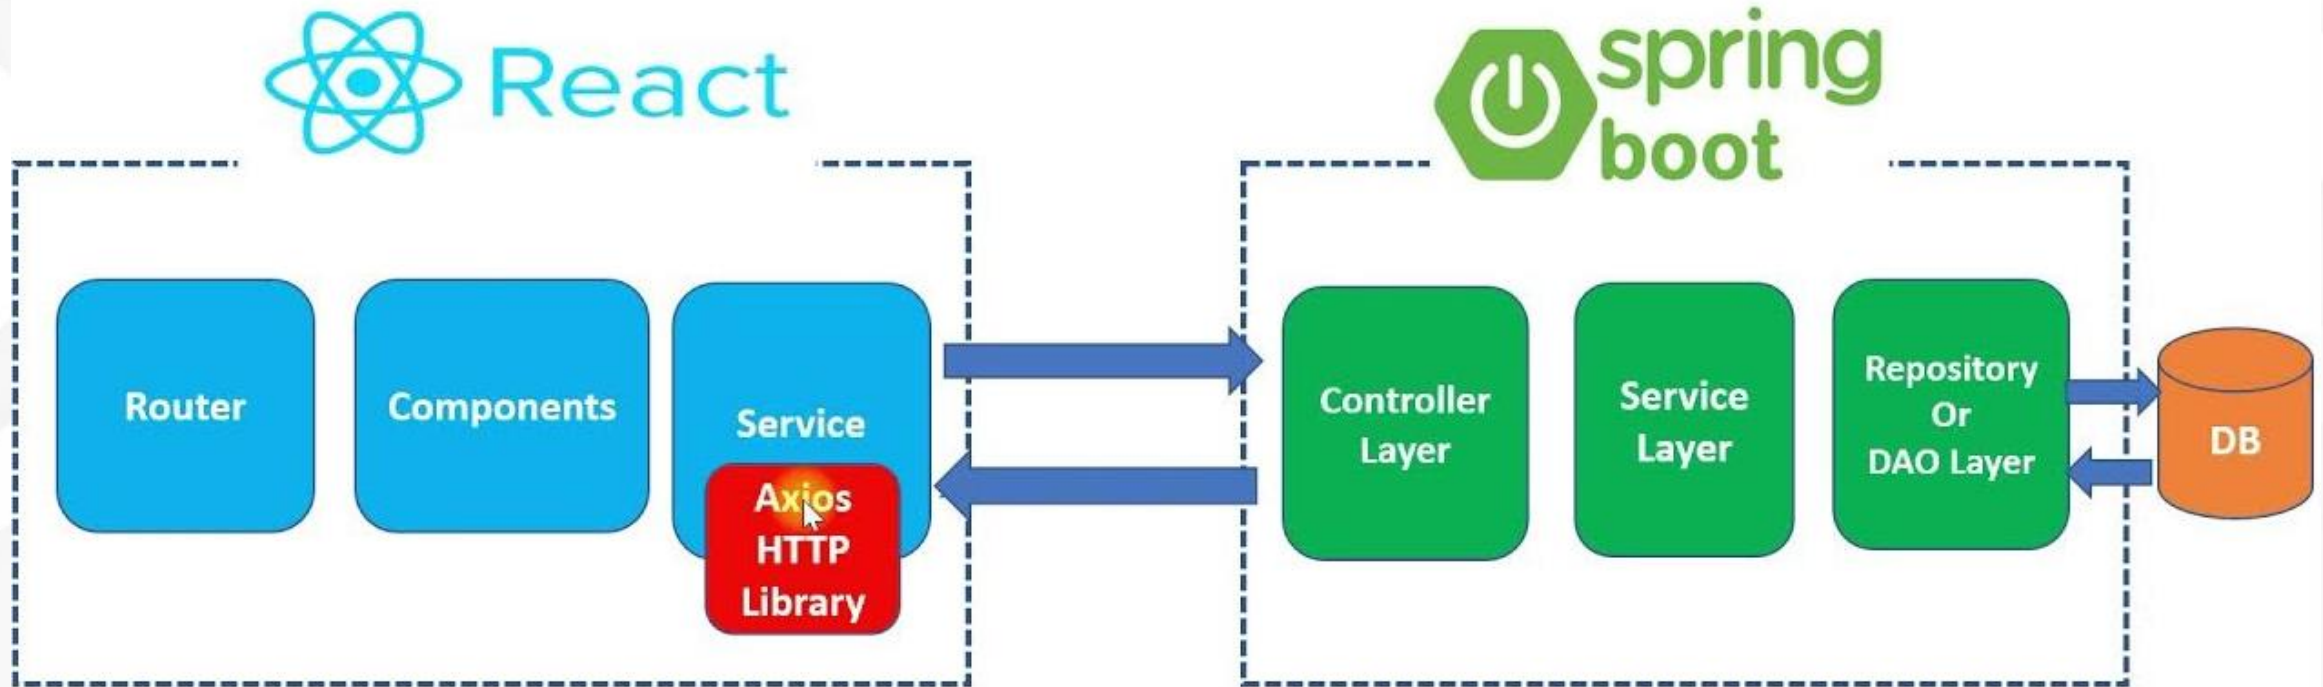 React
spring
boot
Router
Components
Service
Axios
HTTP
Library
Controller
Layer
Service
Layer
Repository
Or
DAO Layer
DB